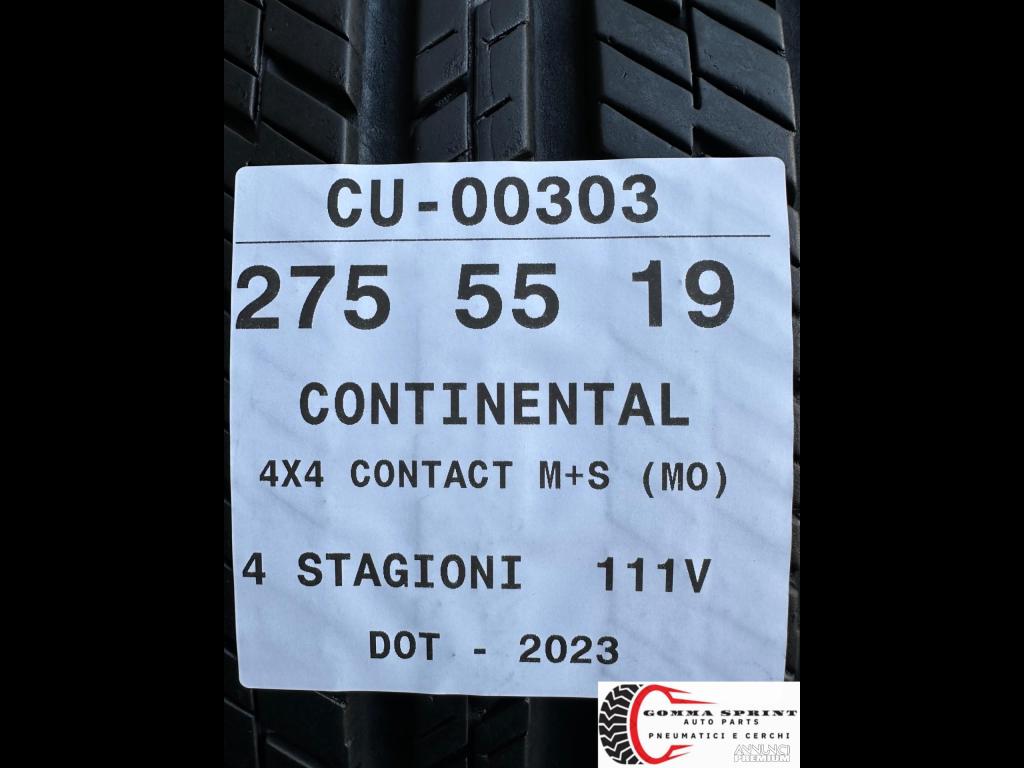 CU-00303
275 55 19
CONTINENTAL
4X4 CONTACT M+S (MO)
4 STAGIONI 111V
DOT - 2023
GOMMA SPRINT
AUTO PARTS
PNEUMATICI E CERCHI
ANNUNCI
PREMIUM